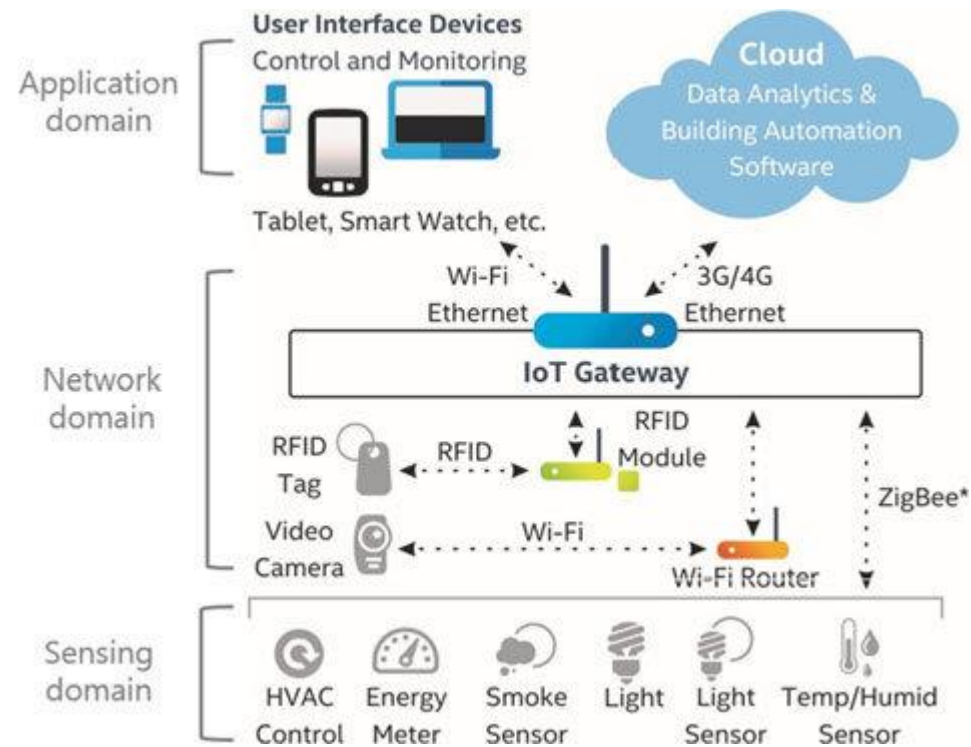 Application
domain
User Interface Devices
Control and Monitoring
Tablet, Smart Watch, etc.
Cloud
Data Analytics &
Building Automation
Software
Network
domain
Wi-Fi
Ethernet
3G/4G
Ethernet
IoT Gateway
RFID
Tag
RFID
RFID
Module
ZigBee*
Video
Camera
Wi-Fi
Wi-Fi Router
Sensing
domain
HVAC
Control
Energy
Meter
Smoke
Sensor
Light
Light
Sensor
Temp/Humid
Sensor